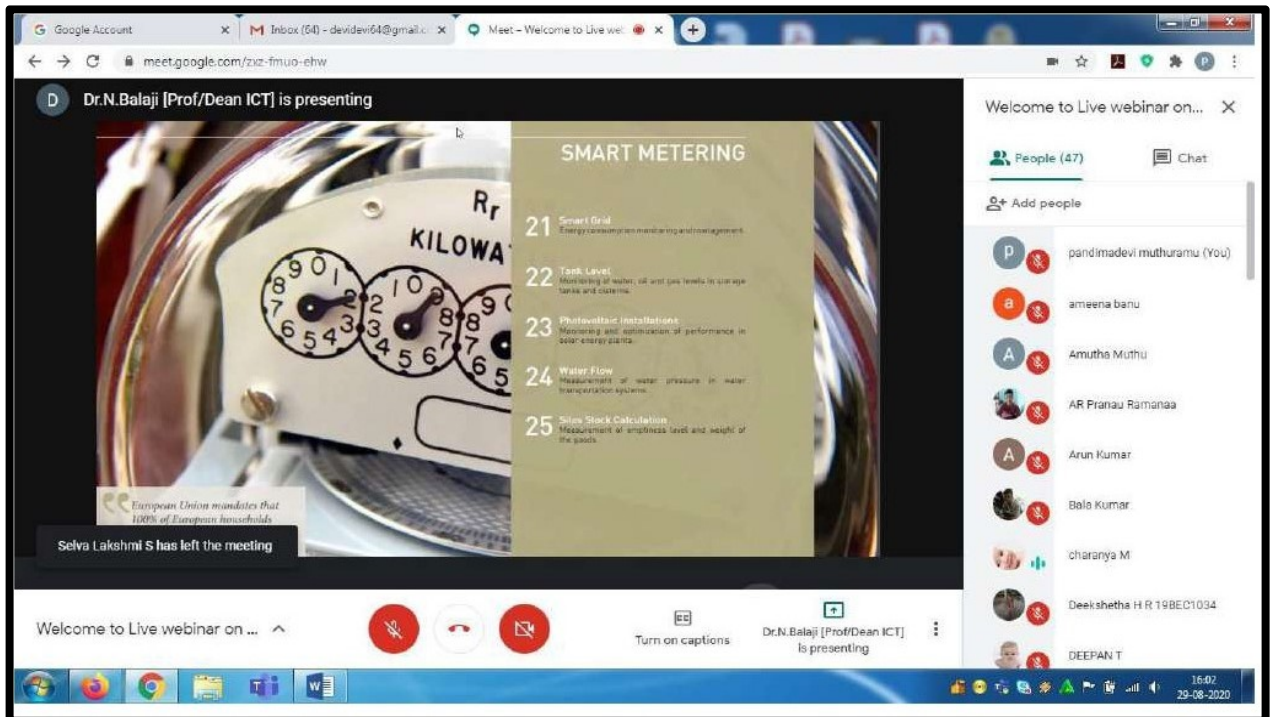 Google Account
Inbox (64) - devidevi64@gmail.c
Meet – Welcome to Live we
meet.google.com/zxz-fmuo-ehw
P
D
Dr.N.Balaji [Prof/Dean ICT] is presenting
Welcome to Live webinar on...
People (47)
Chat
Add people
SMART METERING
Rr
KILOWA
21 Smart Grid
Energy consumption monitoring and management.
22 Tank Level
Monitoring of water, oil and gas levels in storage
tanks and cisterns.
23 Photovoltaic Installations
Monitoring and optimization of performance in
solar energy plants.
24 Water Flow
Measurement of water pressure in water
transportation systems.
25 Silos Stock Calculation
Measurement of emptiness level and weight of
the goods.
European Union mandates that
100% of European households
Selva Lakshmi S has left the meeting
P pandimadevi muthuramu (You)
a ameena banu
A Amutha Muthu
AR Pranau Ramanaa
A Arun Kumar
Bala Kumar
charanya M
Deekshetha H R 19BEC1034
DEEPAN T
Welcome to Live webinar on ...
Turn on captions
Dr.N.Balaji [Prof/Dean ICT]
is presenting
16:02
29-08-2020